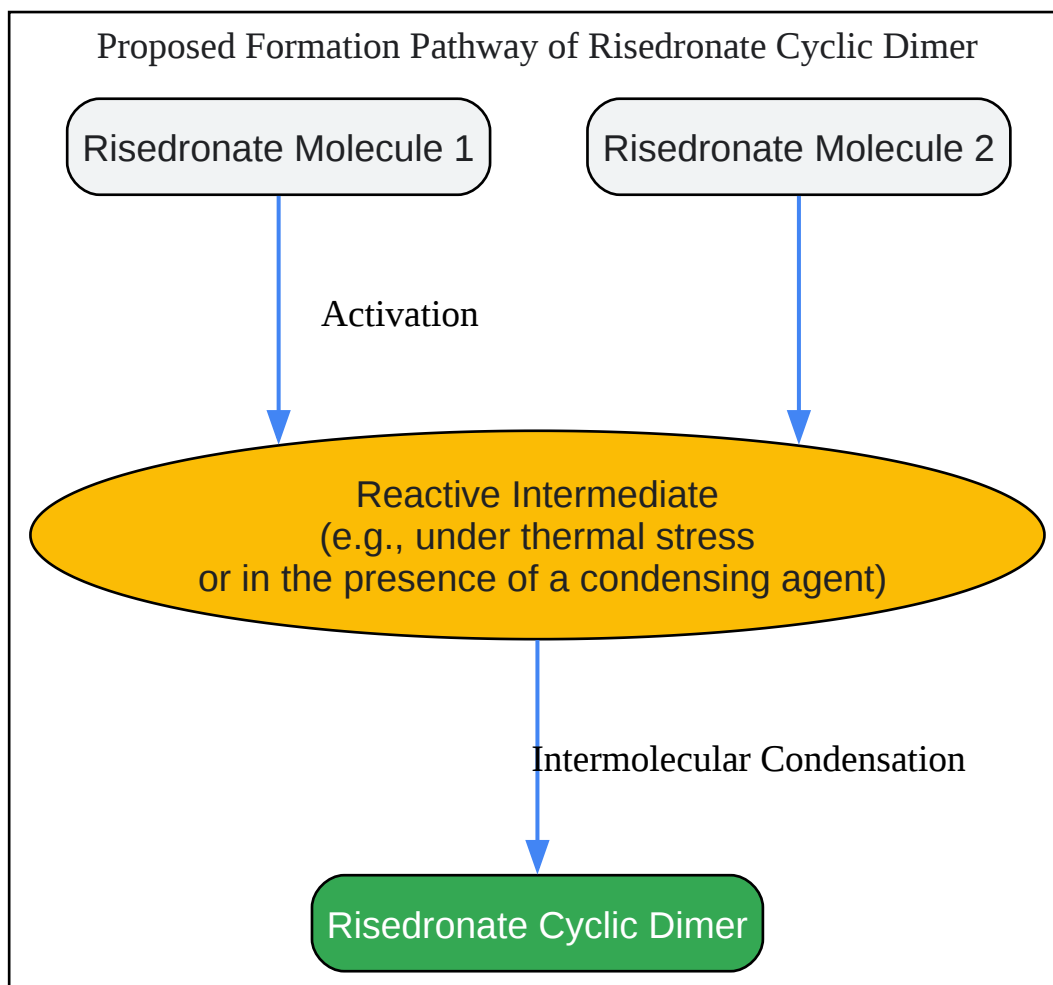 Proposed Formation Pathway of Risedronate Cyclic Dimer
Risedronate Molecule 1
Risedronate Molecule 2
Activation
Reactive Intermediate
(e.g., under thermal stress
or in the presence of a condensing agent)
Intermolecular Condensation
Risedronate Cyclic Dimer